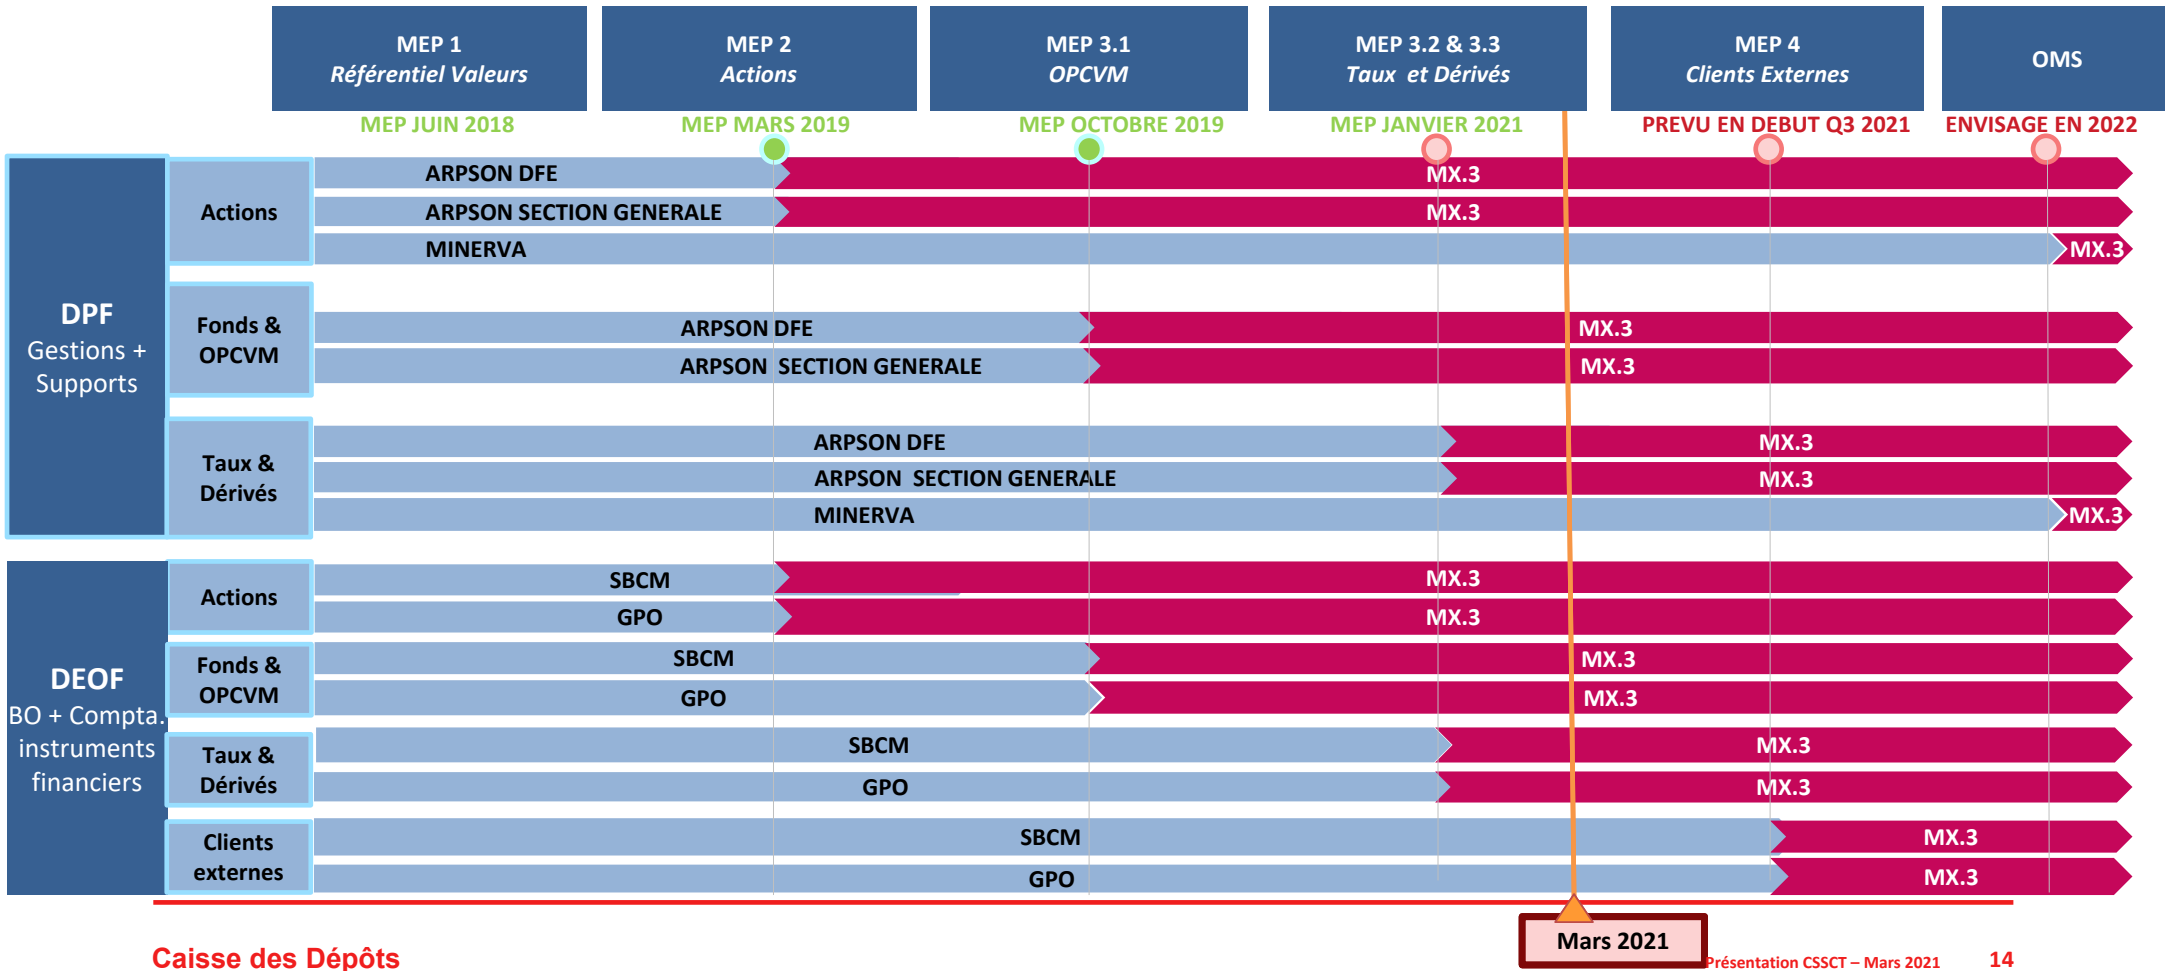 MEP 1
Référentiel Valeurs
MEP 2
Actions
MEP 3.1
OPCVM
MEP 3.2 & 3.3
Taux et Dérivés
MEP 4
Clients Externes
OMS
MEP JUIN 2018
MEP MARS 2019
MEP OCTOBRE 2019
MEP JANVIER 2021
PREVU EN DEBUT Q3 2021
ENVISAGE EN 2022
DPF
Gestions +
Supports
Actions
ARPSON DFE
MX.3
ARPSON SECTION GENERALE
MX.3
MINERVA
MX.3
Fonds &
OPCVM
ARPSON DFE
MX.3
ARPSON SECTION GENERALE
MX.3
Taux &
Dérivés
ARPSON DFE
MX.3
ARPSON SECTION GENERALE
MX.3
MINERVA
MX.3
DEOF
BO + Compta.
instruments
financiers
Actions
SBCM
MX.3
GPO
MX.3
Fonds &
OPCVM
SBCM
MX.3
GPO
MX.3
Taux &
Dérivés
SBCM
MX.3
GPO
MX.3
Clients
externes
SBCM
MX.3
GPO
MX.3
Mars 2021
Caisse des Dépôts
Présentation CSSCT – Mars 2021
14